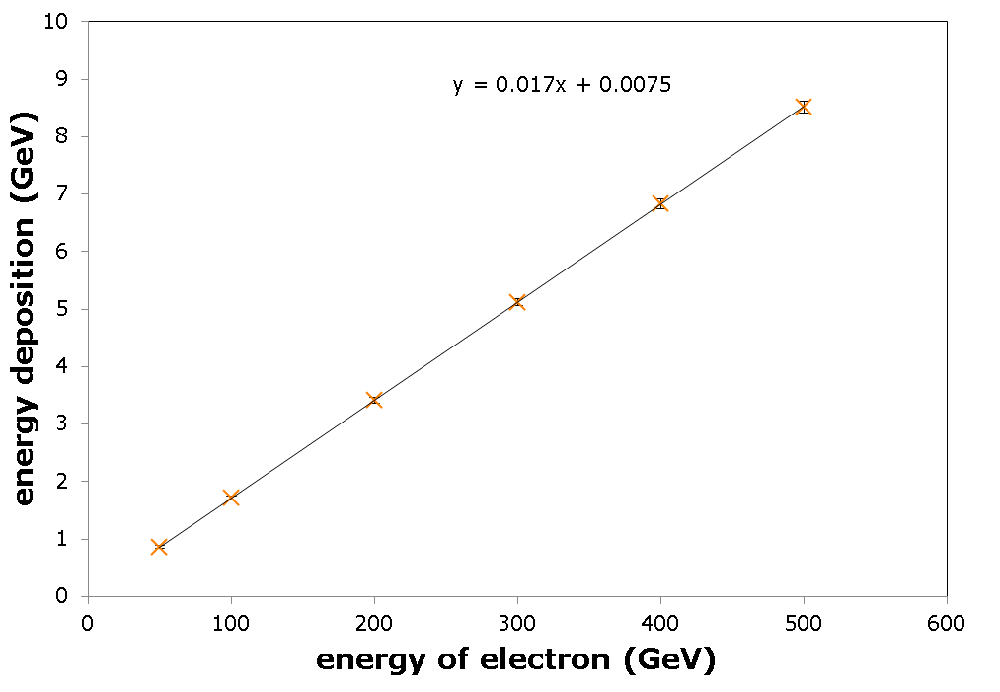 10
9
8
7
6
5
4
3
2
1
0
y = 0.017x + 0.0075
energy deposition (GeV)
0 100 200 300 400 500 600
energy of electron (GeV)